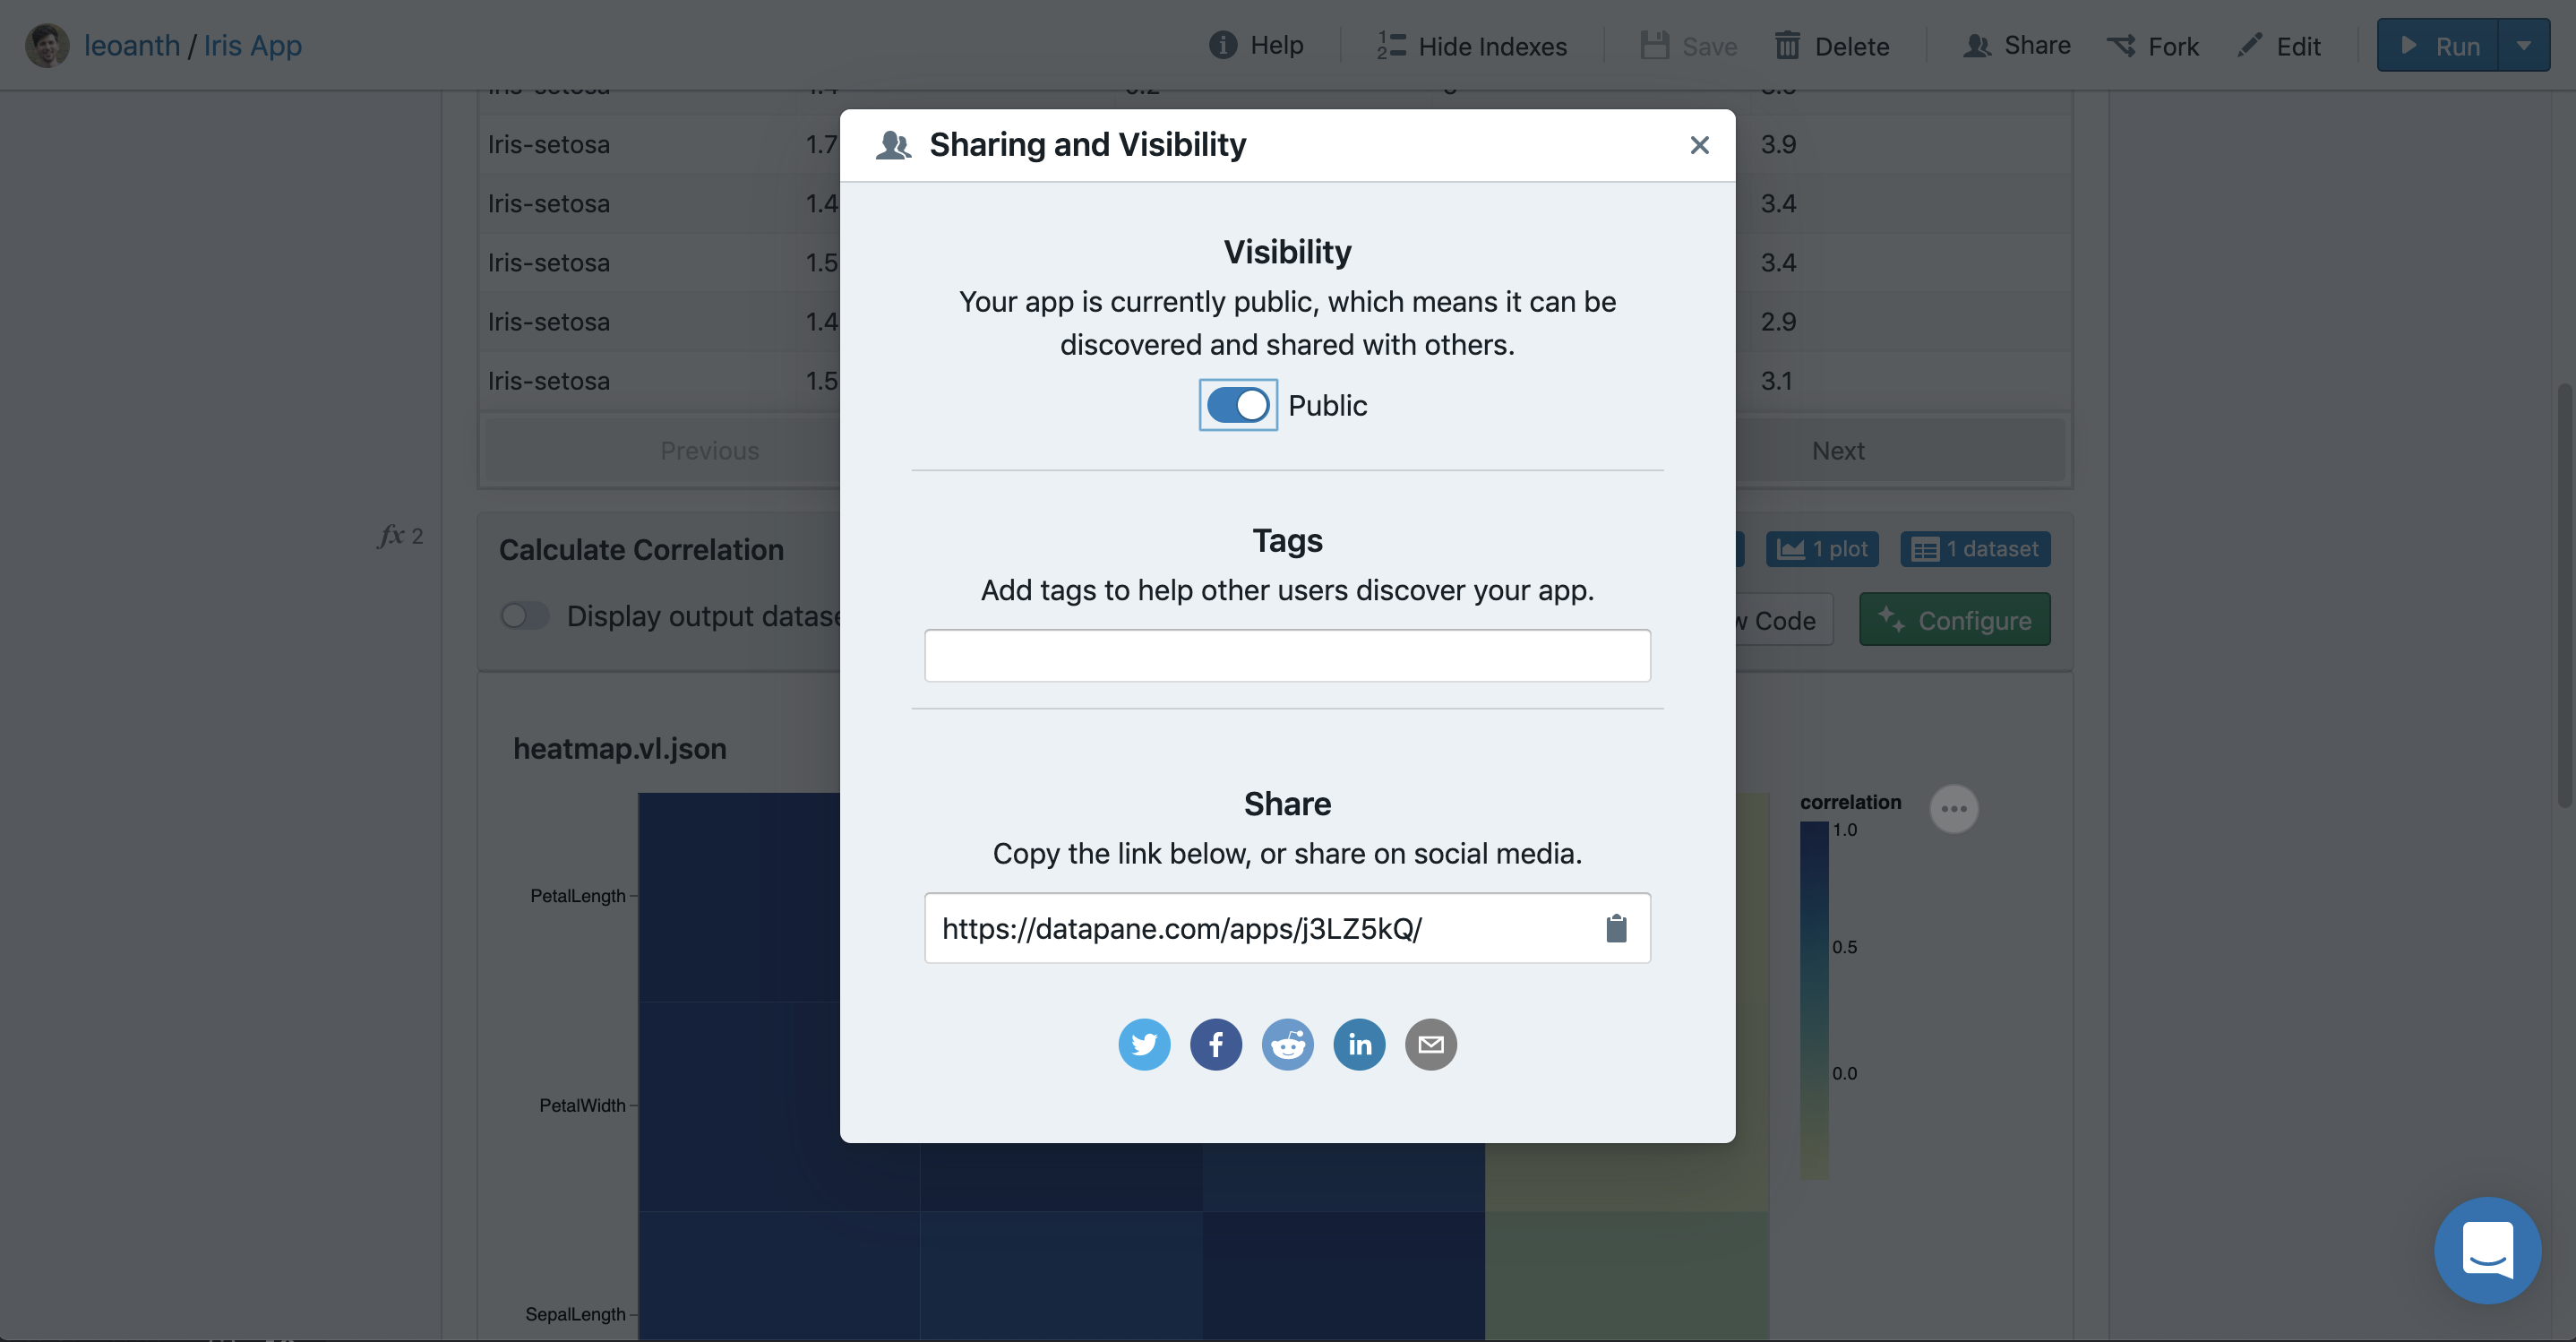 leoanth / Iris App
Help
1
2
Hide Indexes
Save
Delete
Share
Fork
Edit
Run
Iris-setosa 1.7 3.9
Iris-setosa 1.4 3.4
Iris-setosa 1.5 3.4
Iris-setosa 1.4 2.9
Iris-setosa 1.5 3.1
Previous
Next
Sharing and Visibility
Visibility
Your app is currently public, which means it can be
discovered and shared with others.
Public
Tags
Add tags to help other users discover your app.
Share
Copy the link below, or share on social media.
https://datapane.com/apps/j3LZ5kQ/
f
in
fx 2
Calculate Correlation
1 plot
1 dataset
Display output datase
w Code
Configure
heatmap.vl.json
PetalLength
PetalWidth
SepalLength
correlation
1.0
0.5
0.0